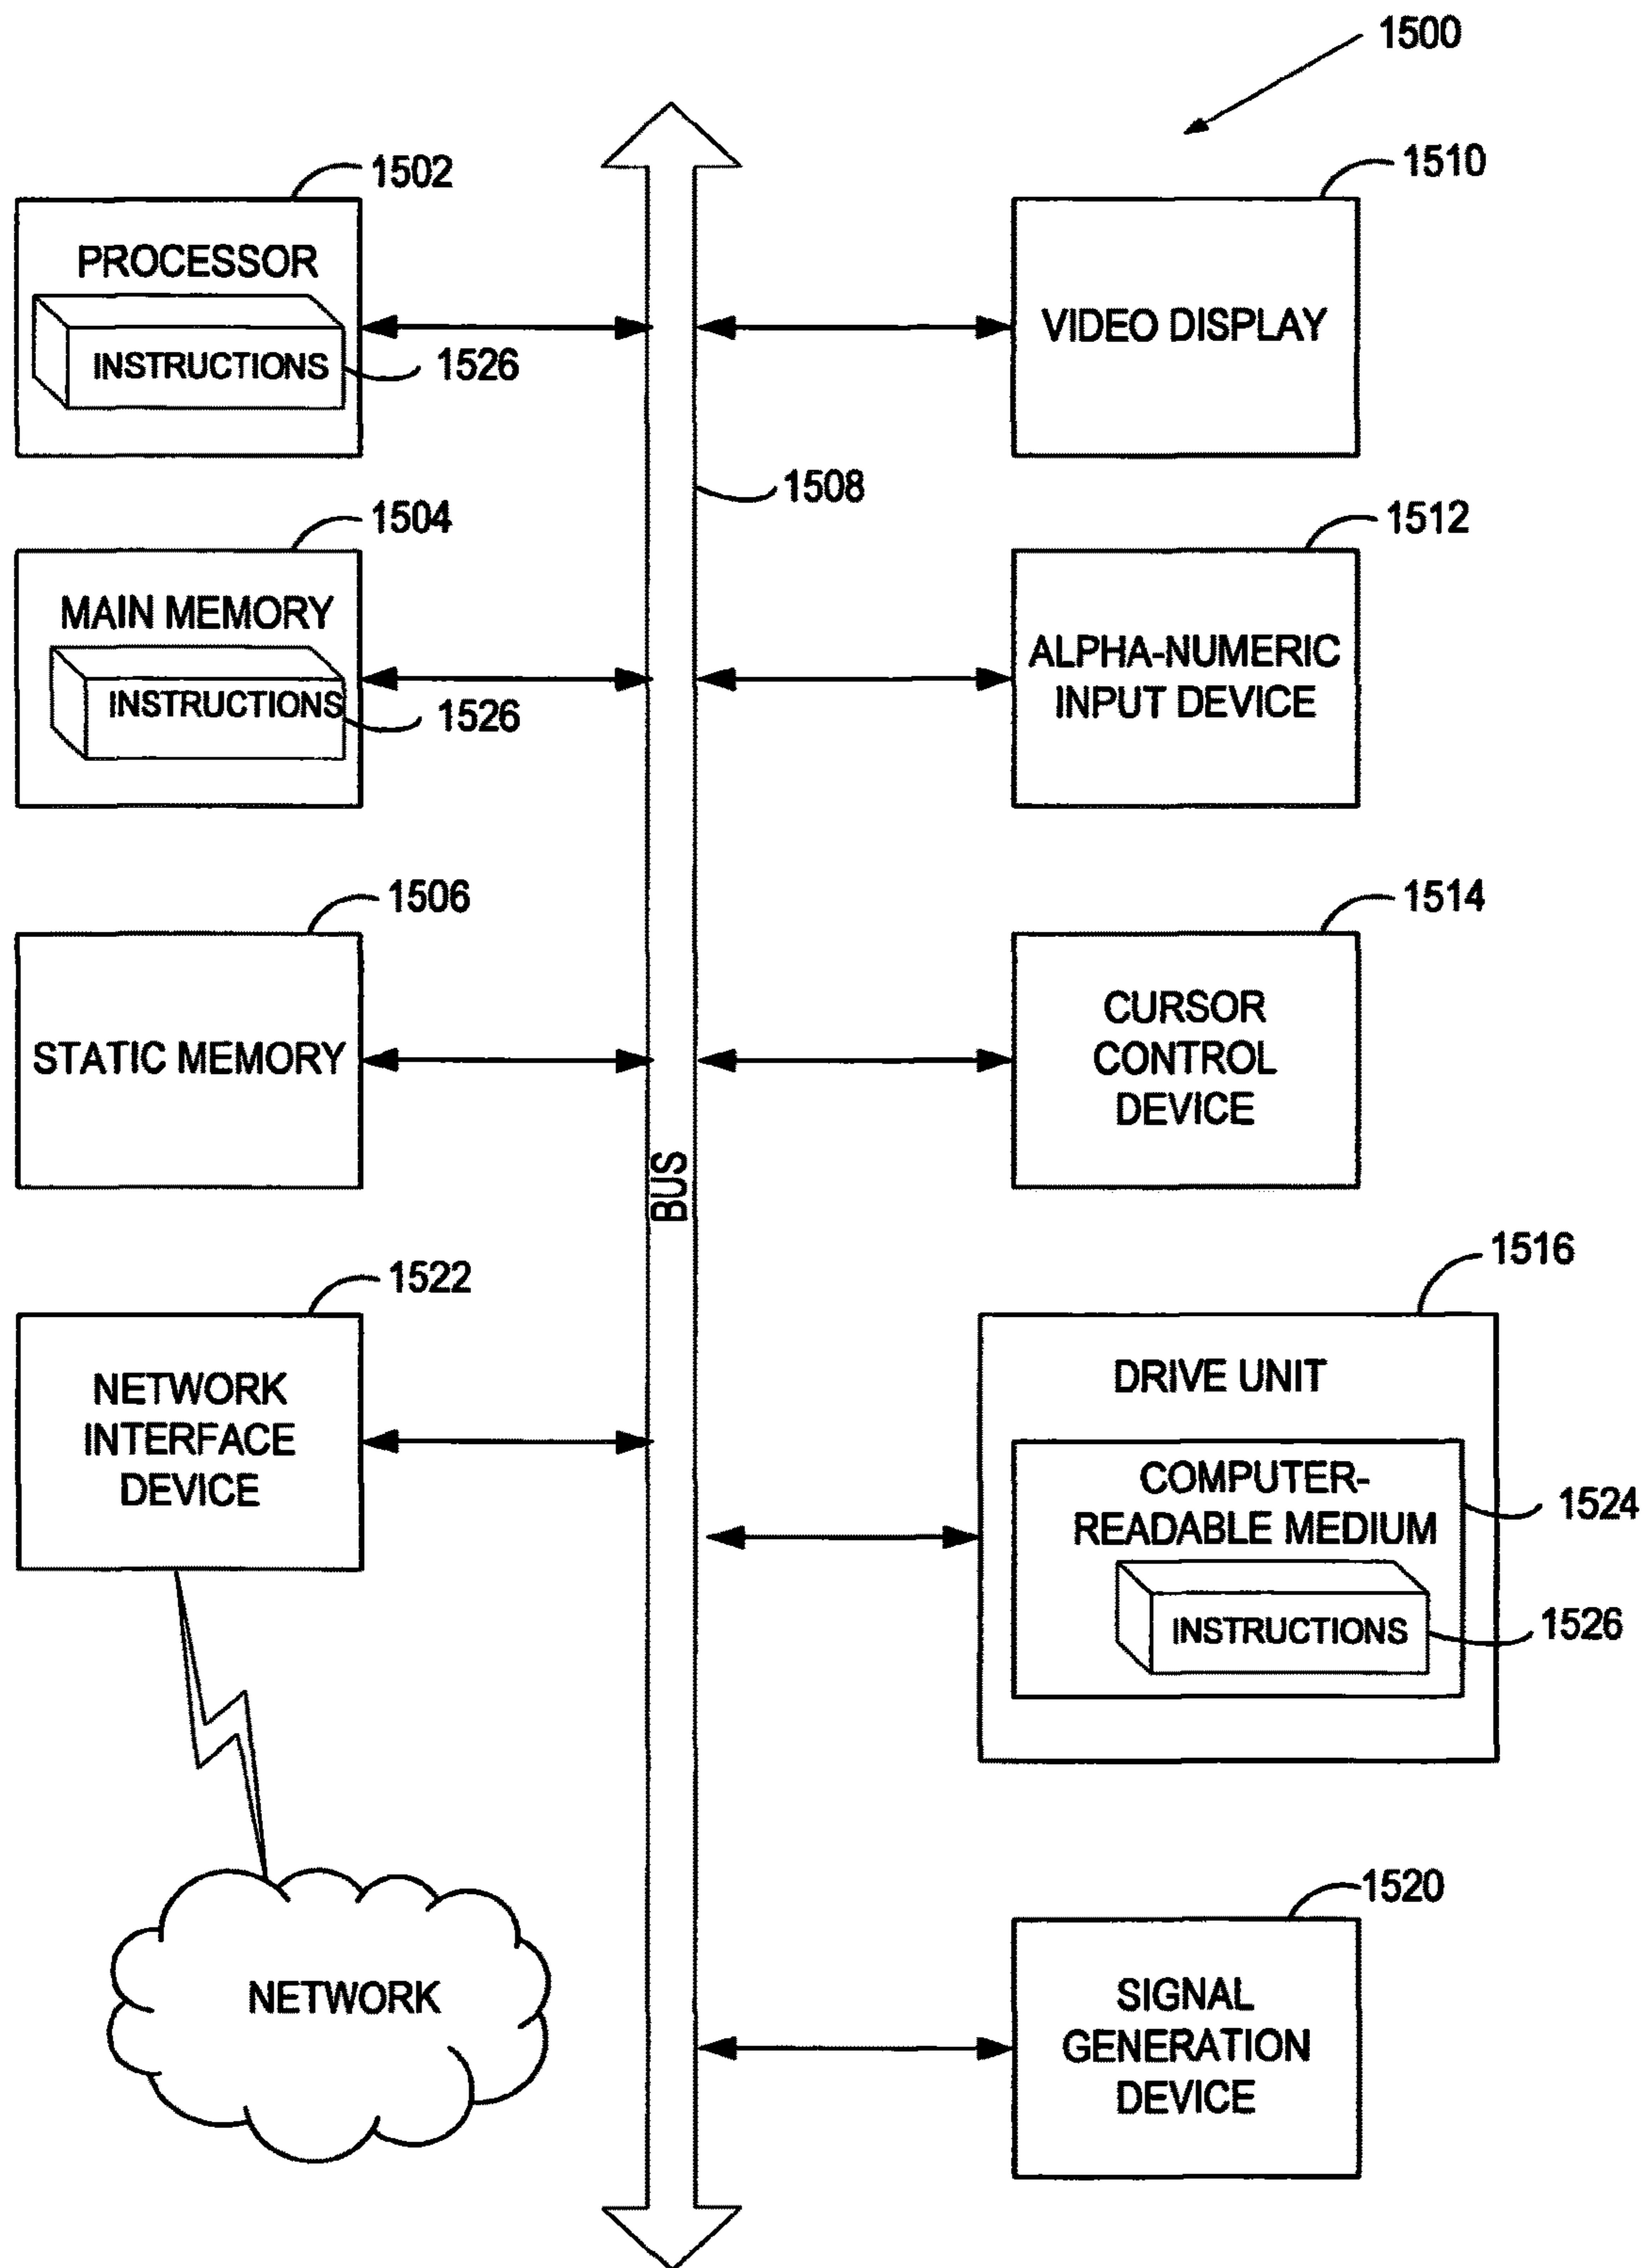 1500
1502
PROCESSOR
INSTRUCTIONS
1526
1510
VIDEO DISPLAY
1508
1504
MAIN MEMORY
INSTRUCTIONS
1526
1512
ALPHA-NUMERIC
INPUT DEVICE
1506
STATIC MEMORY
1514
CURSOR
CONTROL
DEVICE
BUS
1522
NETWORK
INTERFACE
DEVICE
1516
DRIVE UNIT
COMPUTER-
READABLE MEDIUM
1524
INSTRUCTIONS
1526
NETWORK
1520
SIGNAL
GENERATION
DEVICE